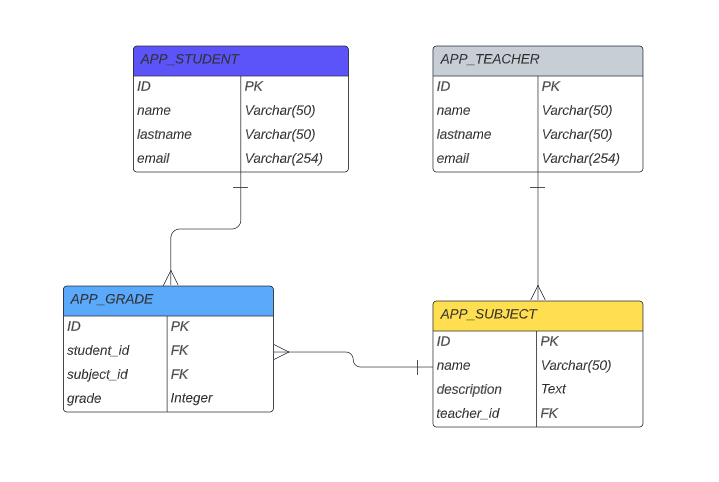 APP_STUDENT
ID PK
name Varchar(50)
lastname Varchar(50)
email Varchar(254)
APP_TEACHER
ID PK
name Varchar(50)
lastname Varchar(50)
email Varchar(254)
APP_GRADE
ID PK
student_id FK
subject_id FK
grade Integer
APP_SUBJECT
ID PK
name Varchar(50)
description Text
teacher_id FK